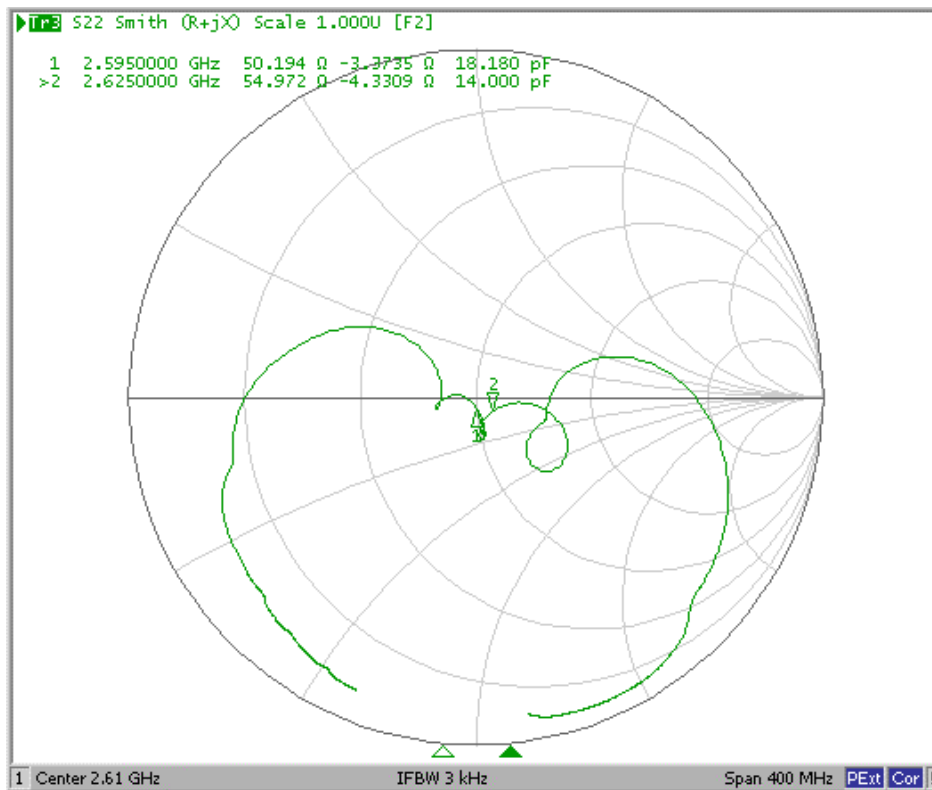 Tr3 S22 Smith (R+jX) Scale 1.000U [F2]
1 2.5950000 GHz 50.194 Ω -3.3735 Ω 18.180 pF
>2 2.6250000 GHz 54.972 Ω -4.3309 Ω 14.000 pF
2
1
1 Center 2.61 GHz IFBW 3 kHz Span 400 MHz PExt Cor